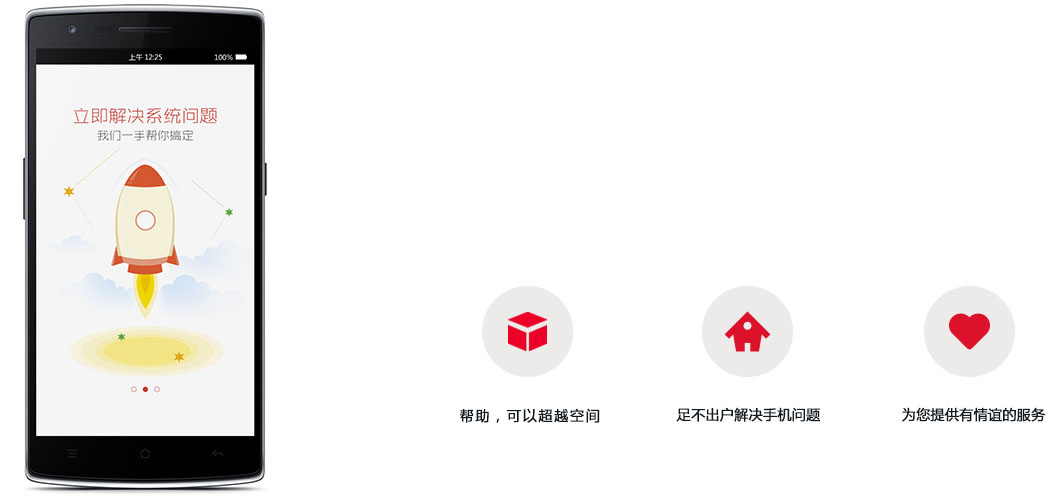 上午 12:25
100%
立即解决系统问题
我们一手帮你搞定
帮助，可以超越空间
足不出户解决手机问题
为您提供有情谊的服务